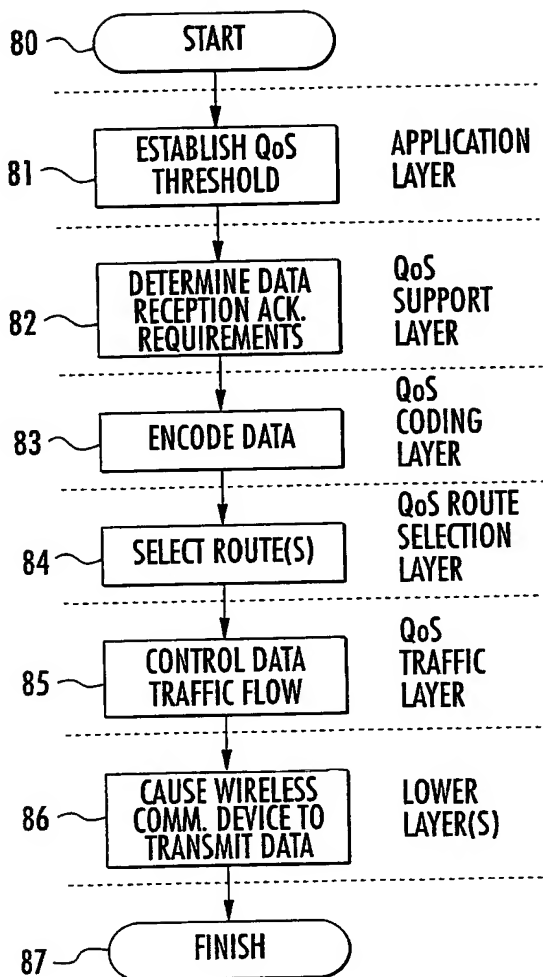 80
START
81
ESTABLISH QoS
THRESHOLD
APPLICATION
LAYER
82
DETERMINE DATA
RECEPTION ACK.
REQUIREMENTS
QoS
SUPPORT
LAYER
83
ENCODE DATA
QoS
CODING
LAYER
84
SELECT ROUTE(S)
QoS ROUTE
SELECTION
LAYER
85
CONTROL DATA
TRAFFIC FLOW
QoS
TRAFFIC
LAYER
86
CAUSE WIRELESS
COMM. DEVICE TO
TRANSMIT DATA
LOWER
LAYER(S)
87
FINISH